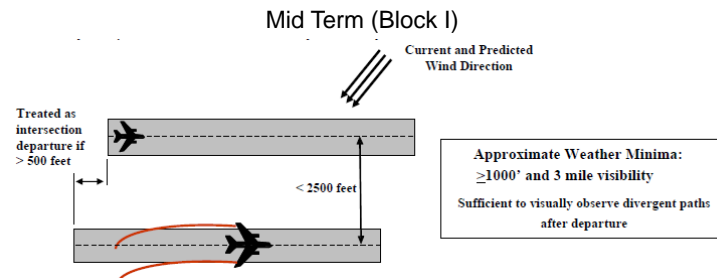 Mid Term (Block I)
Current and Predicted
Wind Direction
Treated as
intersection
departure if
> 500 feet
< 2500 feet
Approximate Weather Minima:
≥1000’ and 3 mile visibility
Sufficient to visually observe divergent paths
after departure